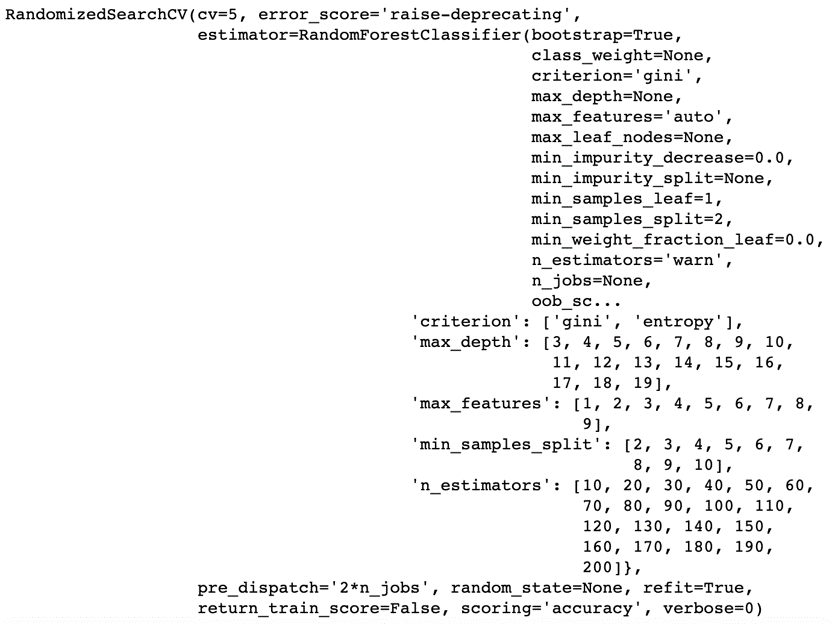 RandomizedSearchCV(cv=5, error_score='raise-deprecating',
estimator=RandomForestClassifier(bootstrap=True,
class_weight=None,
criterion='gini',
max_depth=None,
max_features='auto',
max_leaf_nodes=None,
min_impurity_decrease=0.0,
min_impurity_split=None,
min_samples_leaf=1,
min_samples_split=2,
min_weight_fraction_leaf=0.0,
n_estimators='warn',
n_jobs=None,
oob_sc...
'criterion': ['gini', 'entropy'],
'max_depth': [3, 4, 5, 6, 7, 8, 9, 10,
11, 12, 13, 14, 15, 16,
17, 18, 19],
'max_features': [1, 2, 3, 4, 5, 6, 7, 8,
9],
'min_samples_split': [2, 3, 4, 5, 6, 7,
8, 9, 10],
'n_estimators': [10, 20, 30, 40, 50, 60,
70, 80, 90, 100, 110,
120, 130, 140, 150,
160, 170, 180, 190,
200]},
pre_dispatch='2*n_jobs', random_state=None, refit=True,
return_train_score=False, scoring='accuracy', verbose=0)